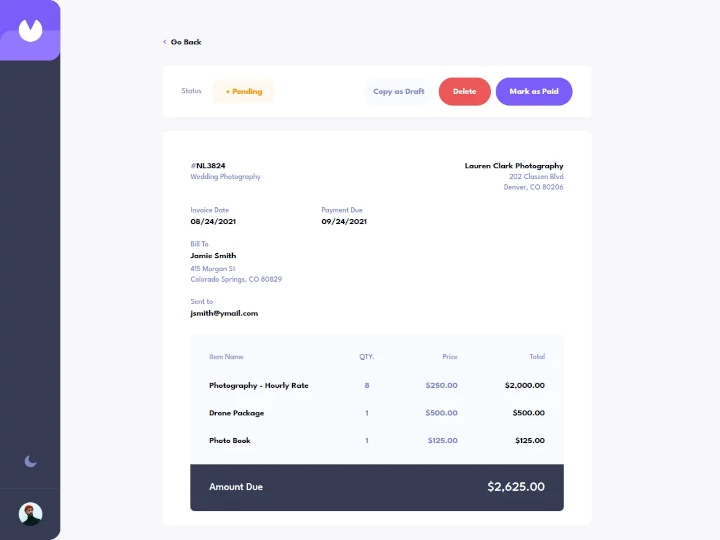 ‹ Go Back
Status
• Pending
Copy as Draft
Delete
Mark as Paid
#NL3824
Wedding Photography
Lauren Clark Photography
202 Classen Blvd
Denver, CO 80206
Invoice Date
08/24/2021
Payment Due
09/24/2021
Bill To
Jamie Smith
415 Morgan St
Colorado Springs, CO 80829
Sent to
jsmith@ymail.com
Item Name QTY. Price Total
Photography - Hourly Rate 8 $250.00 $2,000.00
Drone Package 1 $500.00 $500.00
Photo Book 1 $125.00 $125.00
Amount Due $2,625.00